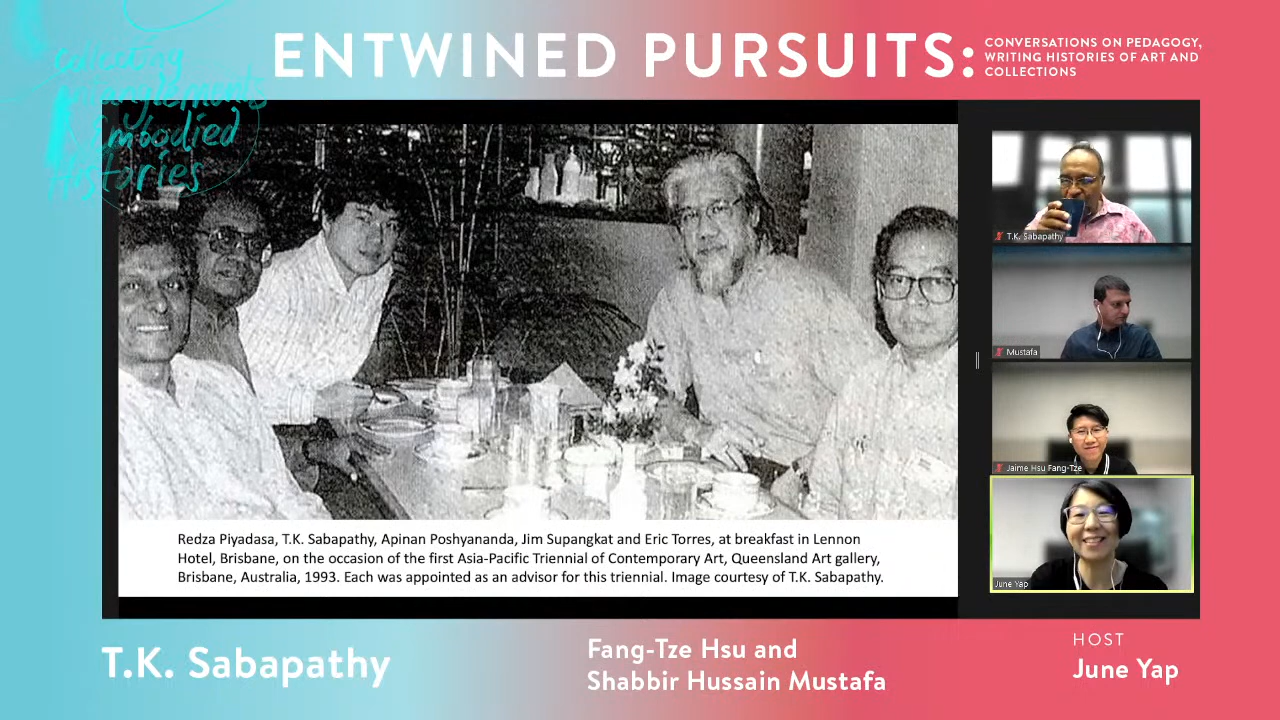 ENTWINED PURSUITS:
CONVERSATIONS ON PEDAGOGY,
WRITING HISTORIES OF ART AND
COLLECTIONS
Collecting
Entanglements
& Embodied
Histories
T.K. Sabapathy
Mustafa
Jaime Hsu Fang-Tze
June Yap
Redza Piyadasa, T.K. Sabapathy, Apinan Poshyananda, Jim Supangkat and Eric Torres, at breakfast in Lennon
Hotel, Brisbane, on the occasion of the first Asia-Pacific Triennial of Contemporary Art, Queensland Art gallery,
Brisbane, Australia, 1993. Each was appointed as an advisor for this triennial. Image courtesy of T.K. Sabapathy.
T.K. Sabapathy
Fang-Tze Hsu and
Shabbir Hussain Mustafa
HOST
June Yap